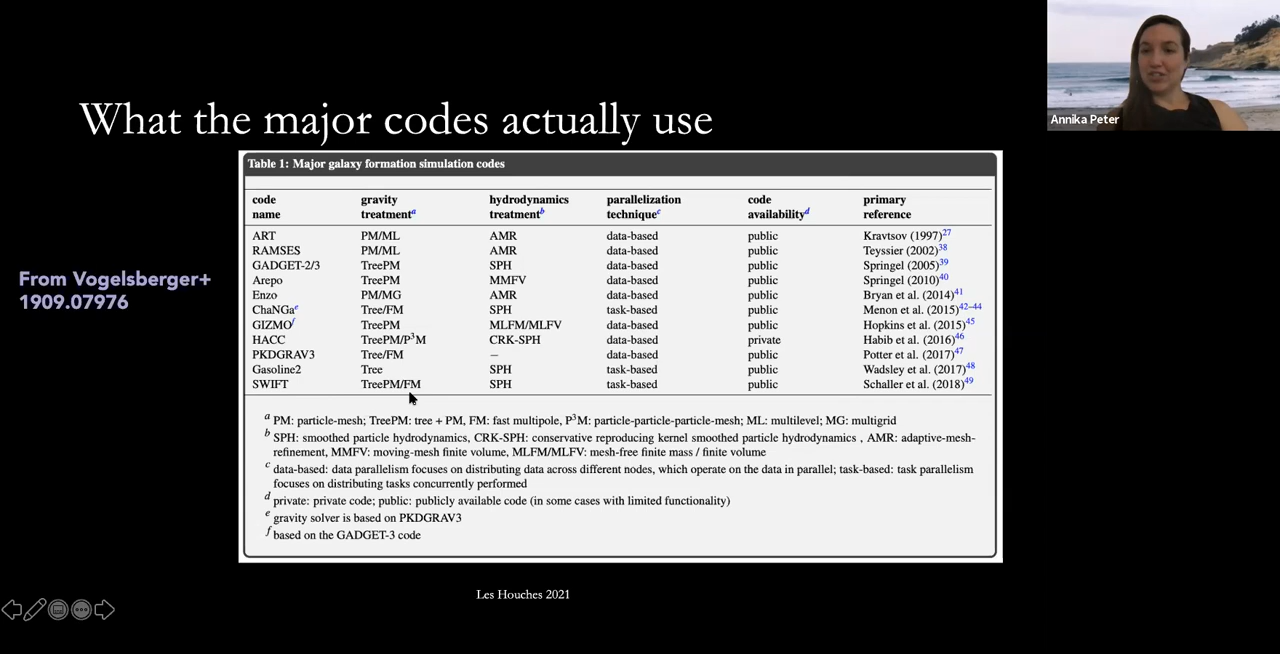 Annika Peter
What the major codes actually use
From Vogelsberger+
1909.07976
Table 1: Major galaxy formation simulation codes
code name gravity treatment^a hydrodynamics treatment^b parallelization technique^c code availability^d primary reference
ART PM/ML AMR data-based public Kravtsov (1997)^27
RAMSES PM/ML AMR data-based public Teyssier (2002)^38
GADGET-2/3 TreePM SPH data-based public Springel (2005)^39
Arepo TreePM MMFV data-based public Springel (2010)^40
Enzo PM/MG AMR data-based public Bryan et al. (2014)^41
ChaNGa^e Tree/FM SPH task-based public Menon et al. (2015)^42–44
GIZMO^f TreePM MLFM/MLFV data-based public Hopkins et al. (2015)^45
HACC TreePM/P^3M CRK-SPH data-based private Habib et al. (2016)^46
PKDGRAV3 Tree/FM – data-based public Potter et al. (2017)^47
Gasoline2 Tree SPH task-based public Wadsley et al. (2017)^48
SWIFT TreePM/FM SPH task-based public Schaller et al. (2018)^49
a PM: particle-mesh; TreePM: tree + PM, FM: fast multipole, P^3M: particle-particle-particle-mesh; ML: multilevel; MG: multigrid
b SPH: smoothed particle hydrodynamics, CRK-SPH: conservative reproducing kernel smoothed particle hydrodynamics , AMR: adaptive-mesh-
refinement, MMFV: moving-mesh finite volume, MLFM/MLFV: mesh-free finite mass / finite volume
c data-based: data parallelism focuses on distributing data across different nodes, which operate on the data in parallel; task-based: task parallelism
focuses on distributing tasks concurrently performed
d private: private code; public: publicly available code (in some cases with limited functionality)
e gravity solver is based on PKDGRAV3
f based on the GADGET-3 code
Les Houches 2021